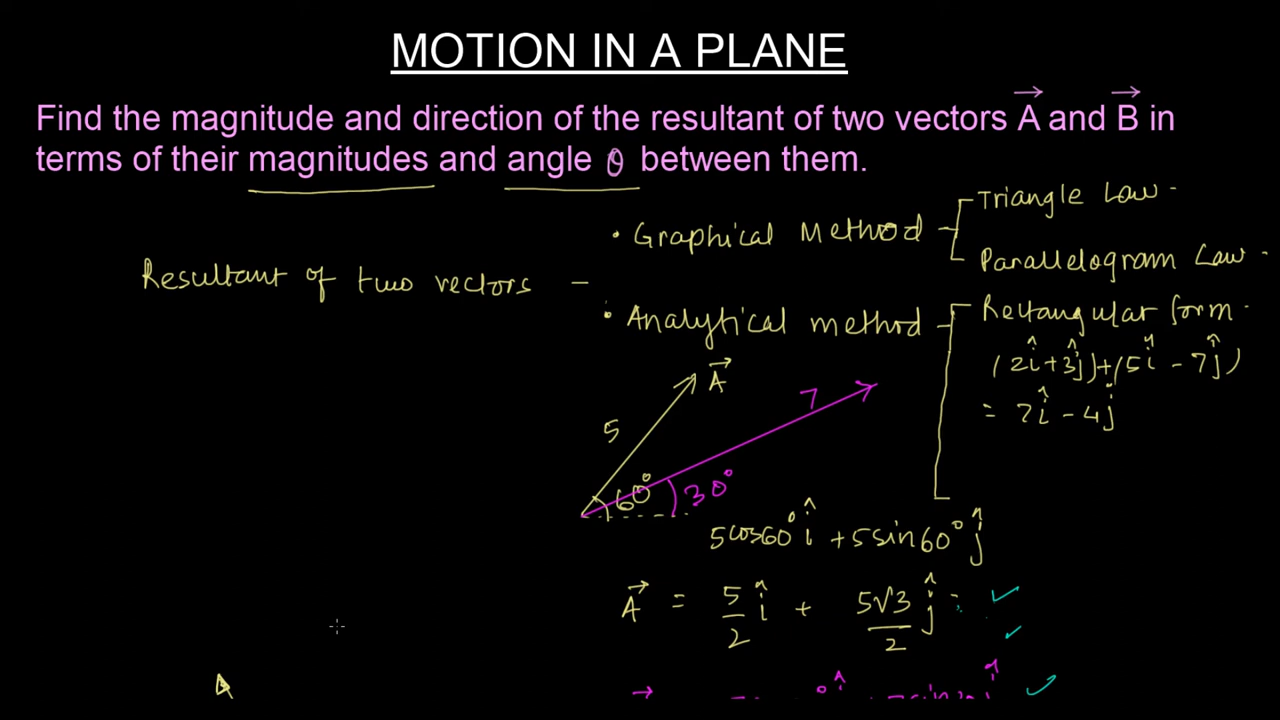 MOTION IN A PLANE
Find the magnitude and direction of the resultant of two vectors A⃗ and B⃗ in
terms of their magnitudes and angle θ between them.
Resultant of two vectors –
• Graphical Method
Triangle Law.
Parallelogram Law.
• Analytical method
Rectangular form.
(2î+3ĵ)+(5î – 7ĵ)
= 7î – 4ĵ
A⃗
5
7
60°
30°
5cos60° î + 5sin60° ĵ
A⃗ = 5/2 î + 5√3/2 ĵ